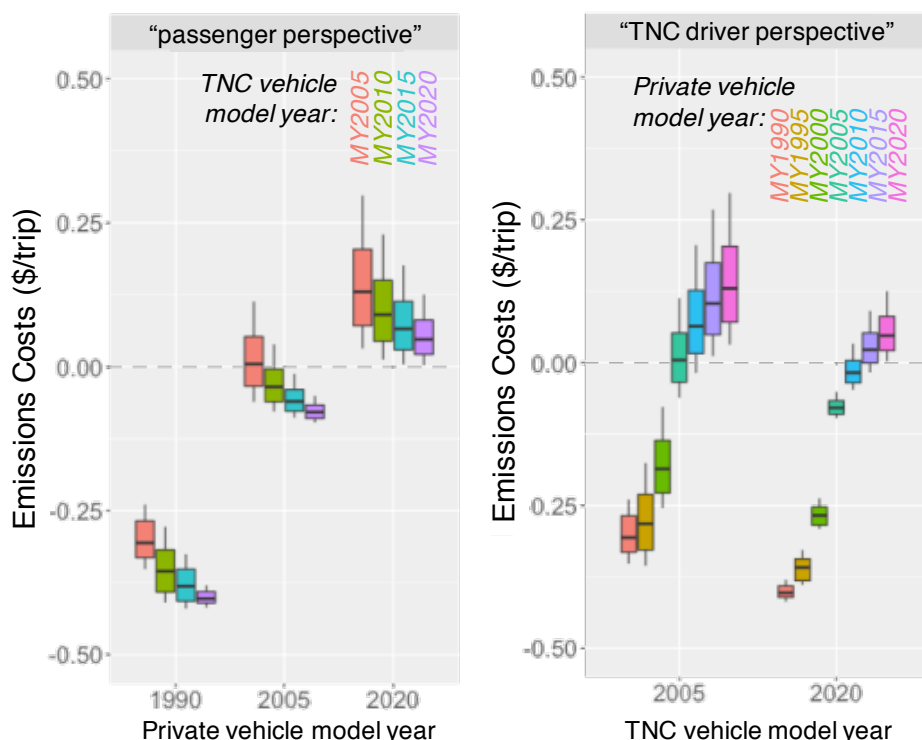 “passenger perspective”
TNC vehicle
model year:
MY2005
MY2010
MY2015
MY2020
Emissions Costs ($/trip)
0.50
0.25
0.00
-0.25
-0.50
1990
2005
2020
Private vehicle model year
“TNC driver perspective”
Private vehicle
model year:
MY1990
MY1995
MY2000
MY2005
MY2010
MY2015
MY2020
Emissions Costs ($/trip)
0.50
0.25
0.00
-0.25
-0.50
2005
2020
TNC vehicle model year